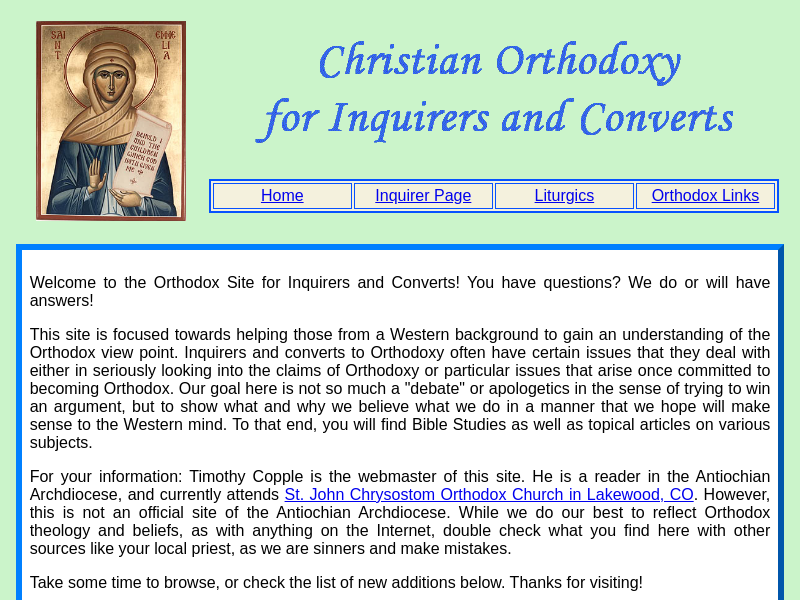 SAINT EMMELIA
BEHOLD I
AND THE
CHILDREN
WHOM GOD
HATH GIVEN
ME
Christian Orthodoxy
for Inquirers and Converts
Home Inquirer Page Liturgics Orthodox Links
Welcome to the Orthodox Site for Inquirers and Converts! You have questions? We do or will have
answers!
This site is focused towards helping those from a Western background to gain an understanding of the
Orthodox view point. Inquirers and converts to Orthodoxy often have certain issues that they deal with
either in seriously looking into the claims of Orthodoxy or particular issues that arise once committed to
becoming Orthodox. Our goal here is not so much a "debate" or apologetics in the sense of trying to win
an argument, but to show what and why we believe what we do in a manner that we hope will make
sense to the Western mind. To that end, you will find Bible Studies as well as topical articles on various
subjects.
For your information: Timothy Copple is the webmaster of this site. He is a reader in the Antiochian
Archdiocese, and currently attends St. John Chrysostom Orthodox Church in Lakewood, CO. However,
this is not an official site of the Antiochian Archdiocese. While we do our best to reflect Orthodox
theology and beliefs, as with anything on the Internet, double check what you find here with other
sources like your local priest, as we are sinners and make mistakes.
Take some time to browse, or check the list of new additions below. Thanks for visiting!